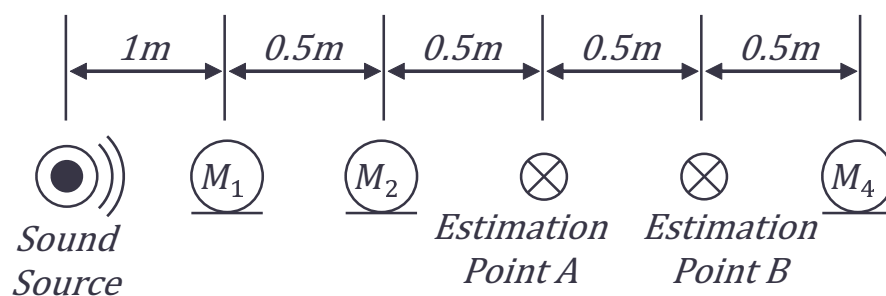 1m 0.5m 0.5m 0.5m 0.5m
M₁ M₂ M₄
Sound Estimation Estimation
Source Point A Point B